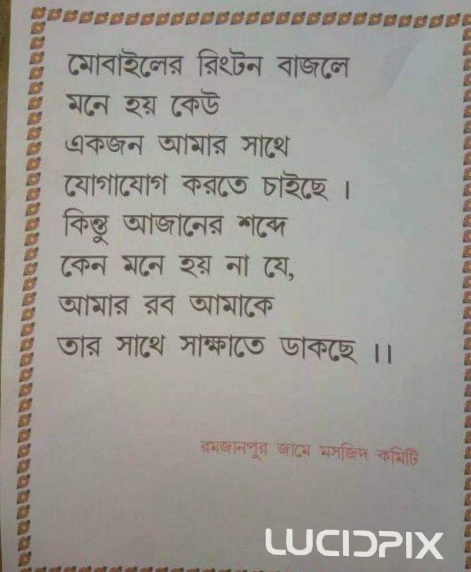 মোবাইলের রিংটন বাজলে
মনে হয় কেউ
একজন আমার সাথে
যোগাযোগ করতে চাইছে ।
কিন্তু আজানের শব্দে
কেন মনে হয় না যে,
আমার রব আমাকে
তার সাথে সাক্ষাতে ডাকছে ।।
রমজানপুর জামে মসজিদ কমিটি
LUCIDPIX